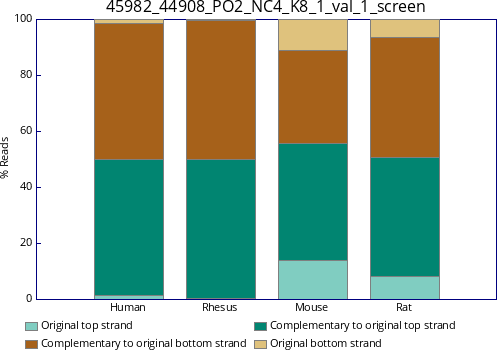 45982_44908_PO2_NC4_K8_1_val_1_screen
100
80
60
40
20
0
% Reads
Human Rhesus Mouse Rat
Original top strand Complementary to original top strand
Complementary to original bottom strand Original bottom strand